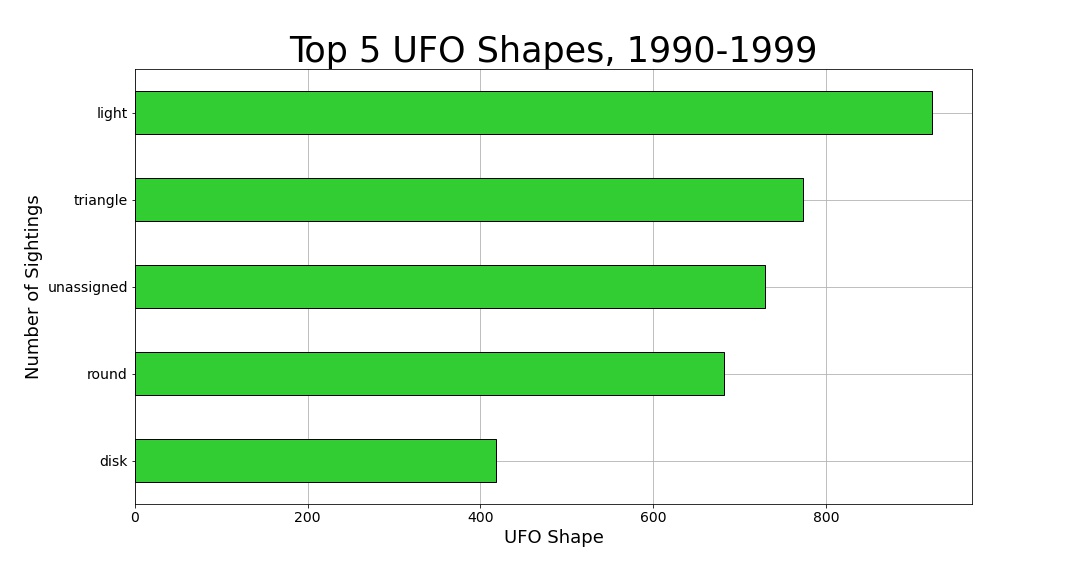 Top 5 UFO Shapes, 1990-1999
Number of Sightings
light
triangle
unassigned
round
disk
0 200 400 600 800
UFO Shape